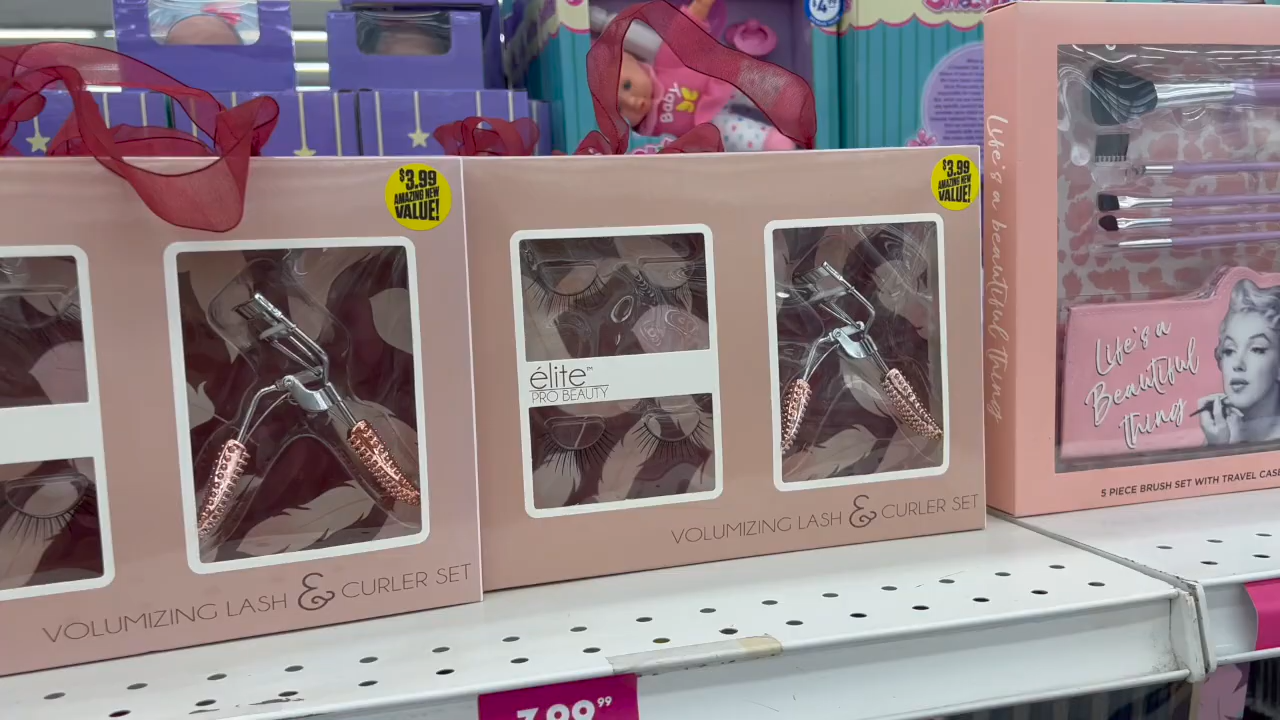 $3.99
AMAZING NEW
VALUE!
VOLUMIZING LASH & CURLER SET
$3.99
AMAZING NEW
VALUE!
élite™
PRO BEAUTY
VOLUMIZING LASH & CURLER SET
Baby
Life's a beautiful thing
Life's a
Beautiful
thing
5 PIECE BRUSH SET WITH TRAVEL CASE